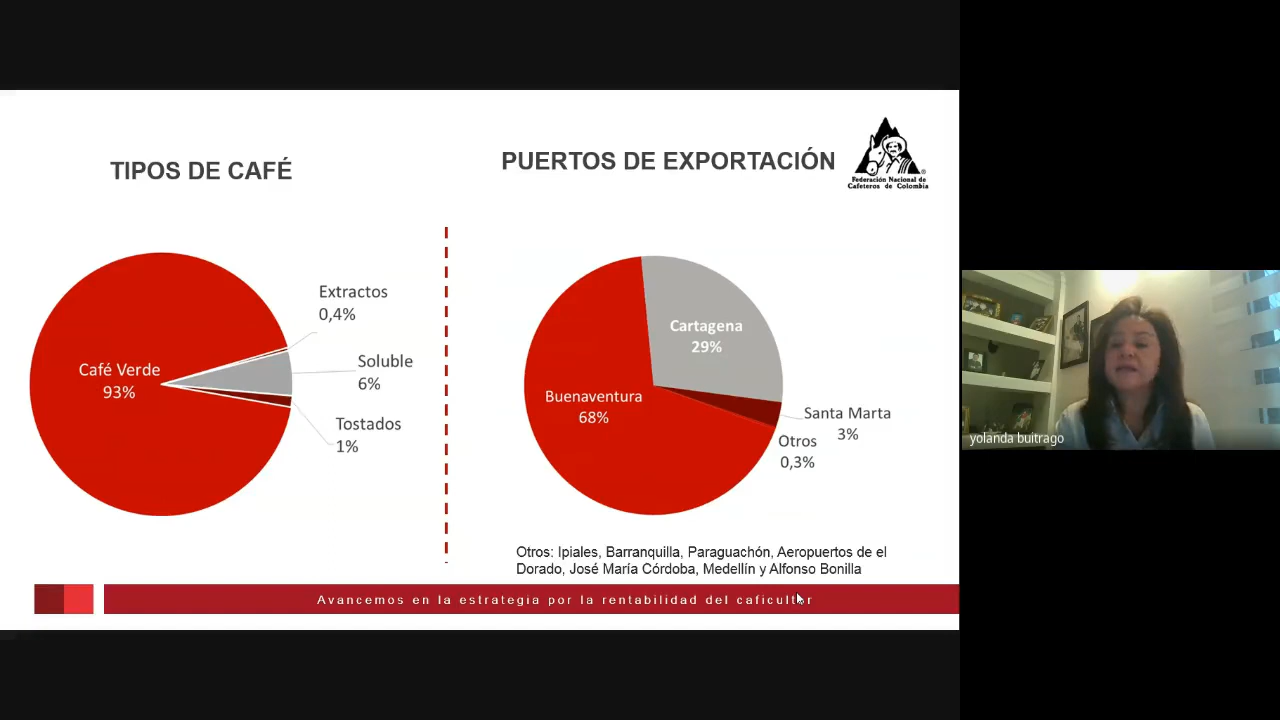 TIPOS DE CAFÉ
Extractos
0,4%
Café Verde
93%
Soluble
6%
Tostados
1%
PUERTOS DE EXPORTACIÓN
Federación Nacional de
Cafeteros de Colombia
Cartagena
29%
Buenaventura
68%
Santa Marta
3%
Otros
0,3%
Otros: Ipiales, Barranquilla, Paraguachón, Aeropuertos de el
Dorado, José María Córdoba, Medellín y Alfonso Bonilla
Avancemos en la estrategia por la rentabilidad del caficultor
yolanda buitrago